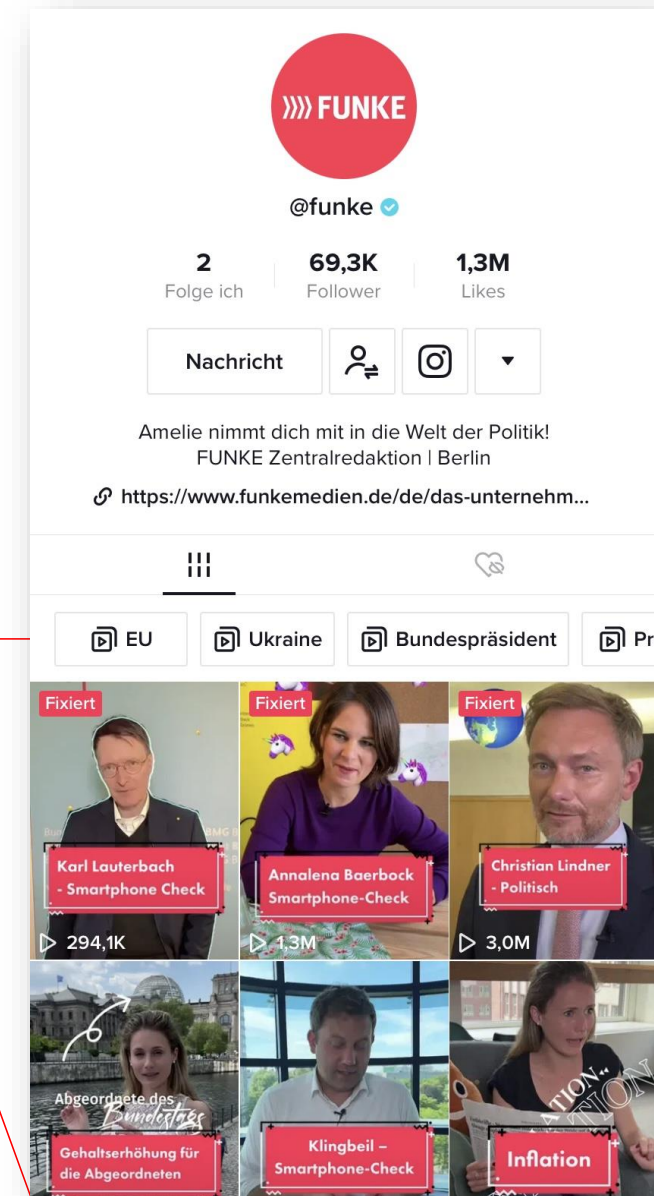 FUNKE
@funke
2 69,3K 1,3M
Folge ich Follower Likes
Nachricht
Amelie nimmt dich mit in die Welt der Politik!
FUNKE Zentralredaktion | Berlin
https://www.funkemedien.de/de/das-unternehm...
EU Ukraine Bundespräsident Pr
Fixiert Fixiert Fixiert
Karl Lauterbach
- Smartphone Check
294,1K
Annalena Baerbock
Smartphone-Check
1,3M
Christian Lindner
- Politisch
3,0M
Abgeordnete des
Bundestags
Gehaltserhöhung für
die Abgeordneten
Klingbeil –
Smartphone-Check
Inflation